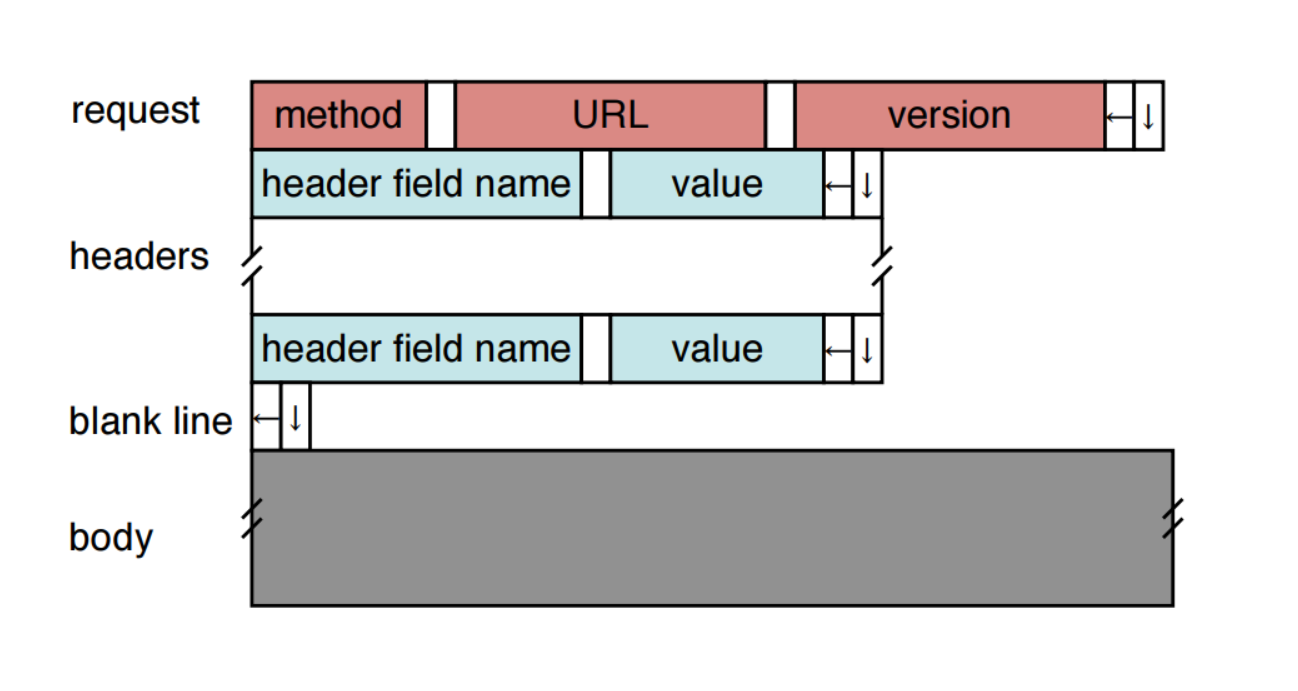 request method URL version ← ↓
header field name value ← ↓
headers
header field name value ← ↓
blank line ← ↓
body